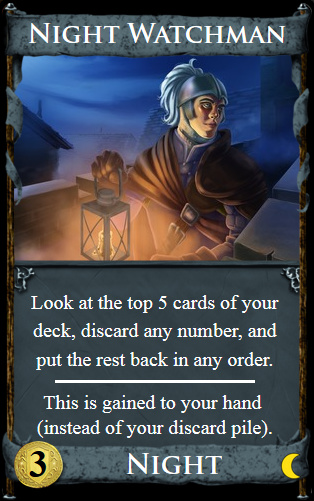 NIGHT WATCHMAN
Look at the top 5 cards of your
deck, discard any number, and
put the rest back in any order.
This is gained to your hand
(instead of your discard pile).
3
NIGHT